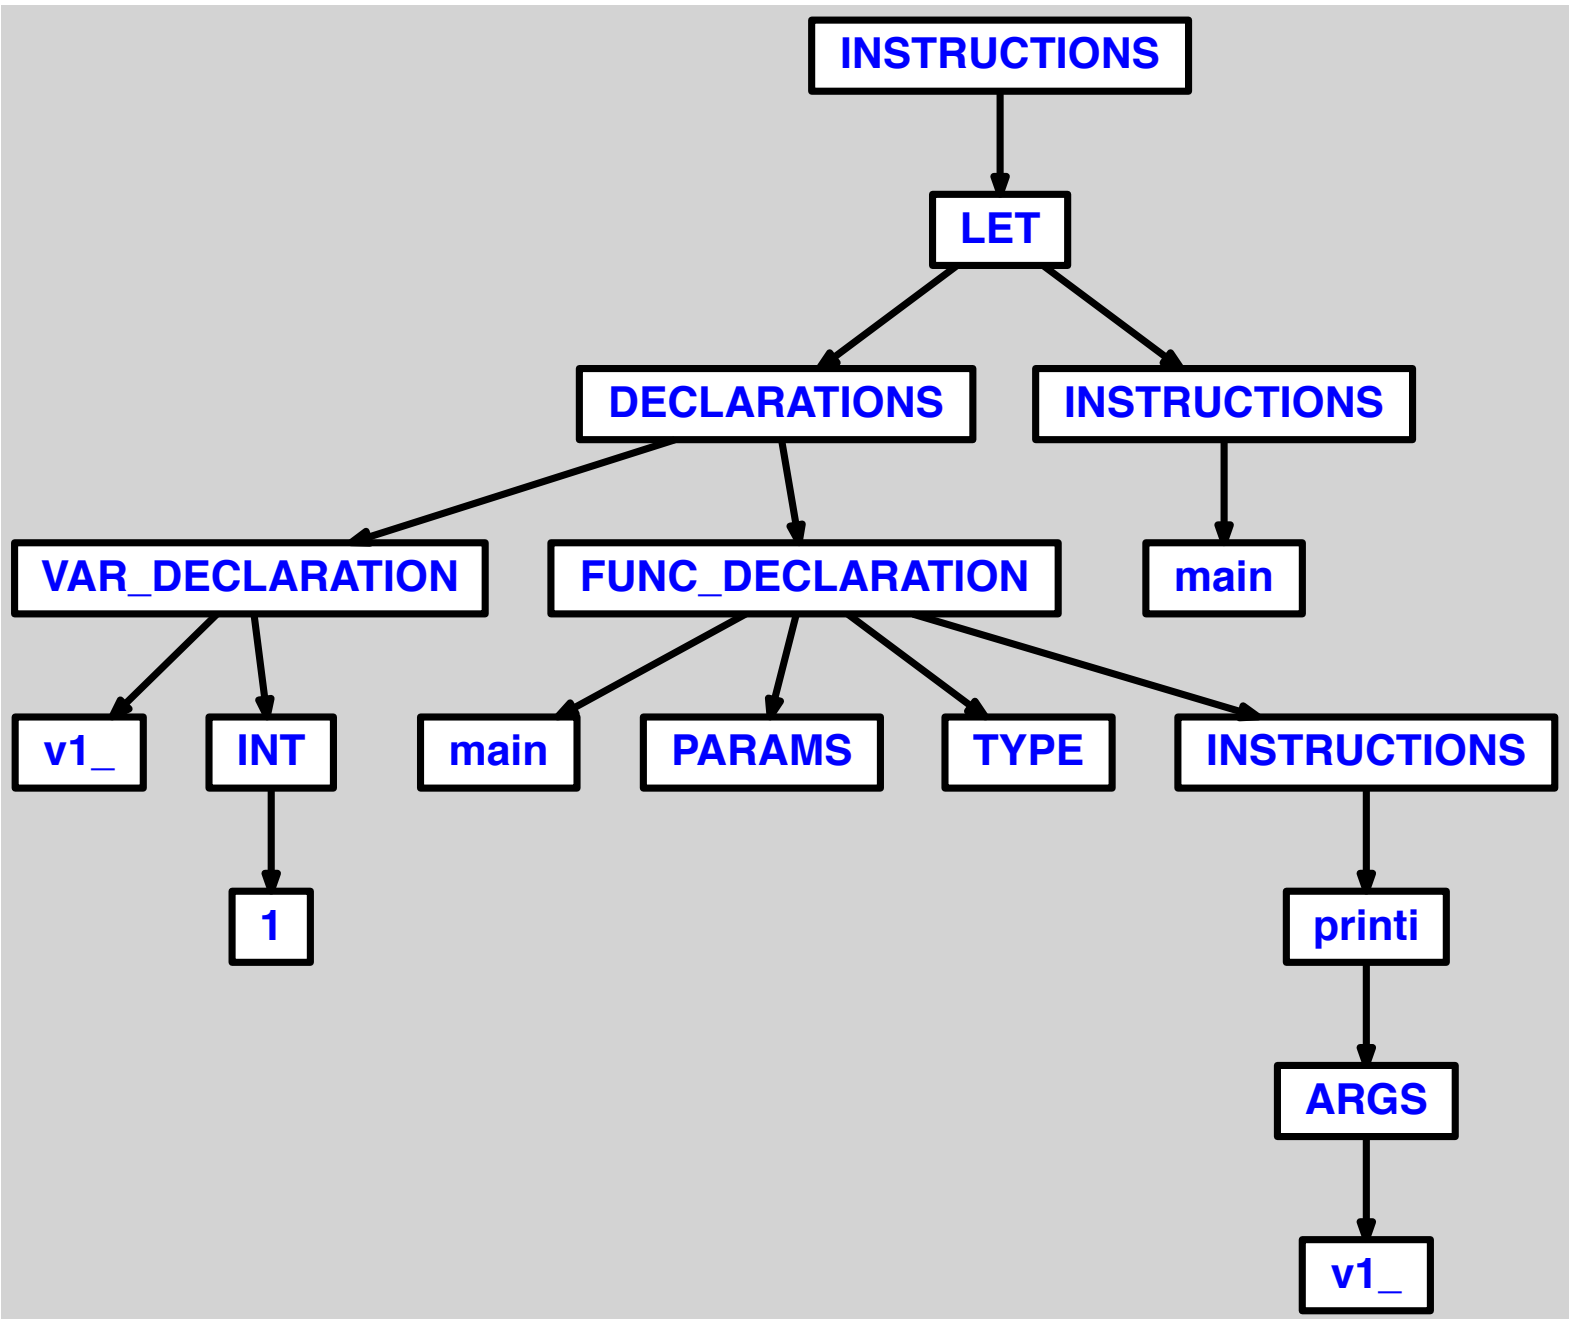 INSTRUCTIONS
LET
DECLARATIONS
INSTRUCTIONS
VAR_DECLARATION
FUNC_DECLARATION
main
v1_
INT
main
PARAMS
TYPE
INSTRUCTIONS
1
printi
ARGS
v1_